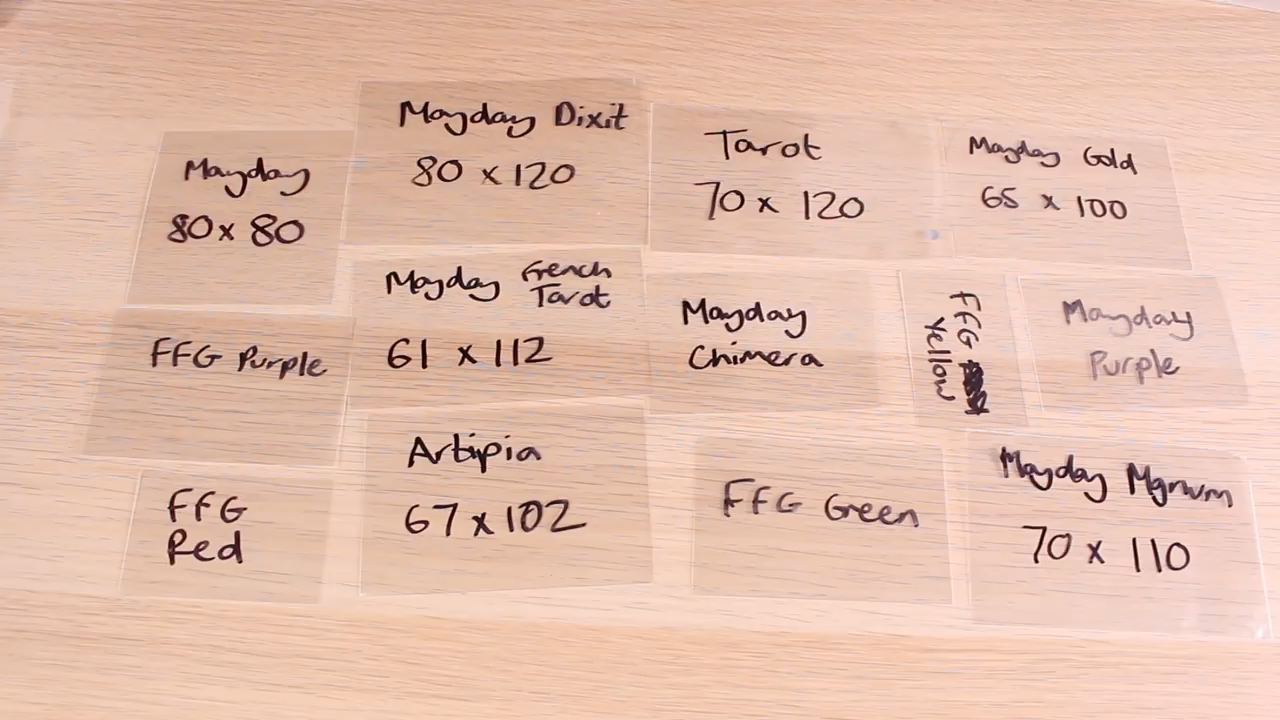 Mayday
80 x 80
Mayday Dixit
80 x 120
Tarot
70 x 120
Mayday Gold
65 x 100
FFG Purple
Mayday French
Tarot
61 x 112
Mayday
Chimera
FFG
Yellow
Mayday
Purple
FFG
Red
Artipia
67 x 102
FFG Green
Mayday Mgnum
70 x 110